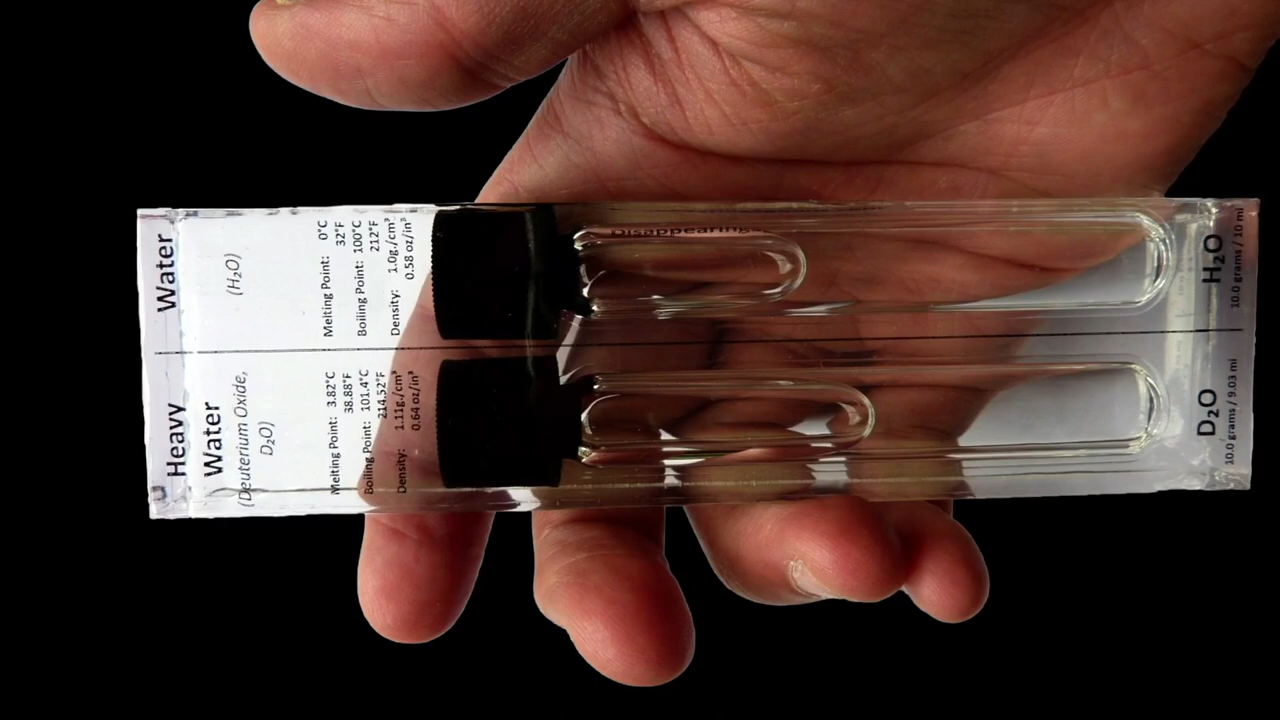 Heavy
Water
(Deuterium Oxide,
D₂O)
Melting Point: 3.82°C
38.88°F
Boiling Point: 101.4°C
214.52°F
Density: 1.11g./cm³
0.64 oz/in³
Water
(H₂O)
Melting Point: 0°C
32°F
Boiling Point: 100°C
212°F
Density: 1.0g./cm³
0.58 oz/in³
Disappearing
D₂O
10.0 grams / 9.03 ml
H₂O
10.0 grams / 10 ml